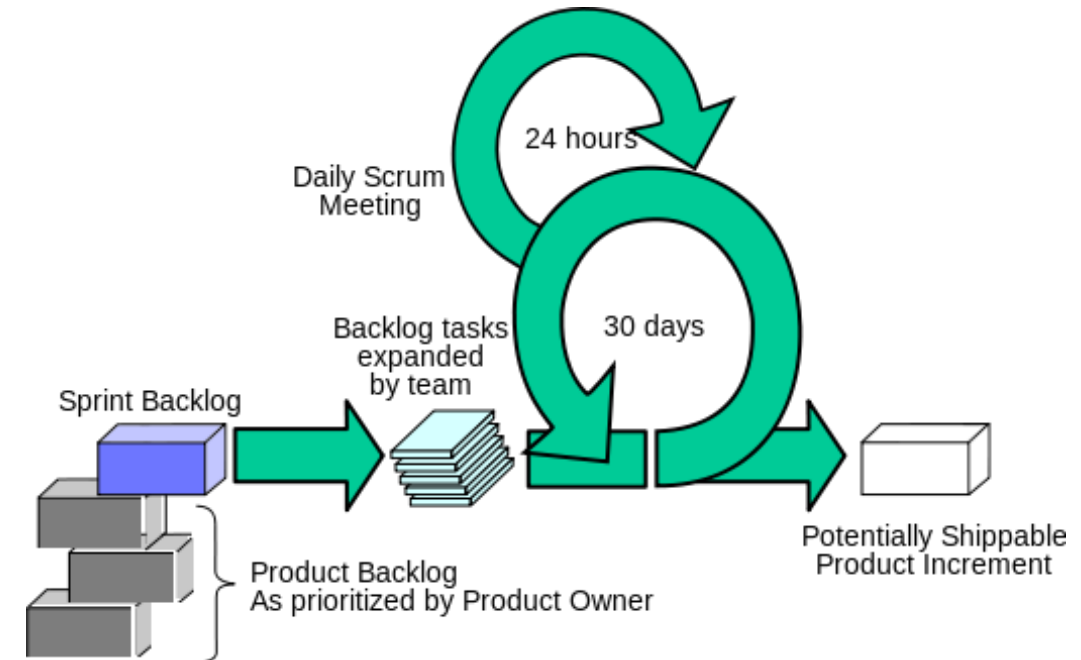 24 hours
Daily Scrum
Meeting
30 days
Backlog tasks
expanded
by team
Sprint Backlog
Potentially Shippable
Product Increment
Product Backlog
As prioritized by Product Owner